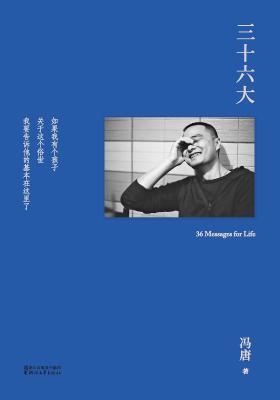 三十六大
如果我有个孩子
关于这个俗世
我要告诉他的基本在这里了
36 Messages for Life
冯唐
著